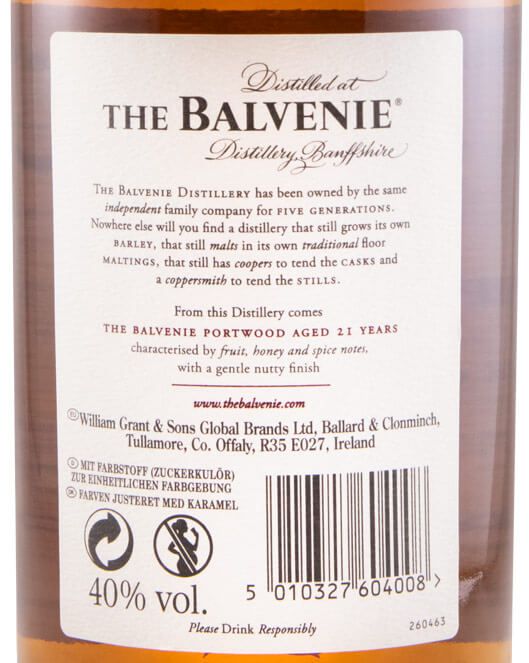 Distilled at
THE BALVENIE®
Distillery, Banffshire
THE BALVENIE DISTILLERY has been owned by the same
independent family company for FIVE GENERATIONS.
Nowhere else will you find a distillery that still grows its own
BARLEY, that still malts in its own traditional floor
MALTINGS, that still has coopers to tend the CASKS and
a coppersmith to tend the STILLS.
From this Distillery comes
THE BALVENIE PORTWOOD AGED 21 YEARS
characterised by fruit, honey and spice notes,
with a gentle nutty finish
www.thebalvenie.com
EU William Grant & Sons Global Brands Ltd, Ballard & Clonminch,
Tullamore, Co. Offaly, R35 E027, Ireland
D MIT FARBSTOFF (ZUCKERKULÖR)
ZUR EINHEITLICHEN FARBGEBUNG
DK FARVEN JUSTERET MED KARAMEL
40% vol.
5 010327 604008 >
Please Drink Responsibly
260463